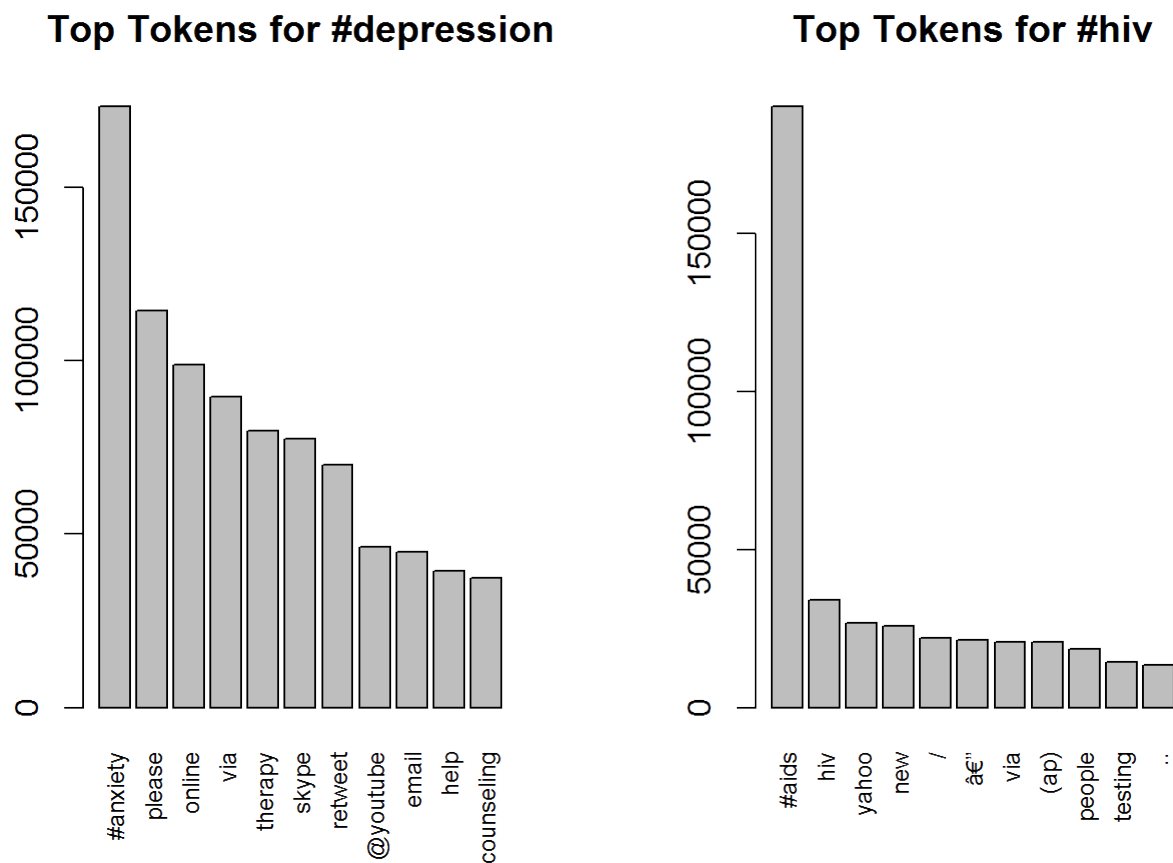 Top Tokens for #depression
150000
100000
50000
0
#anxiety
please
online
via
therapy
skype
retweet
@youtube
email
help
counseling
Top Tokens for #hiv
150000
100000
50000
0
#aids
hiv
yahoo
new
/
â€”
via
(ap)
people
testing